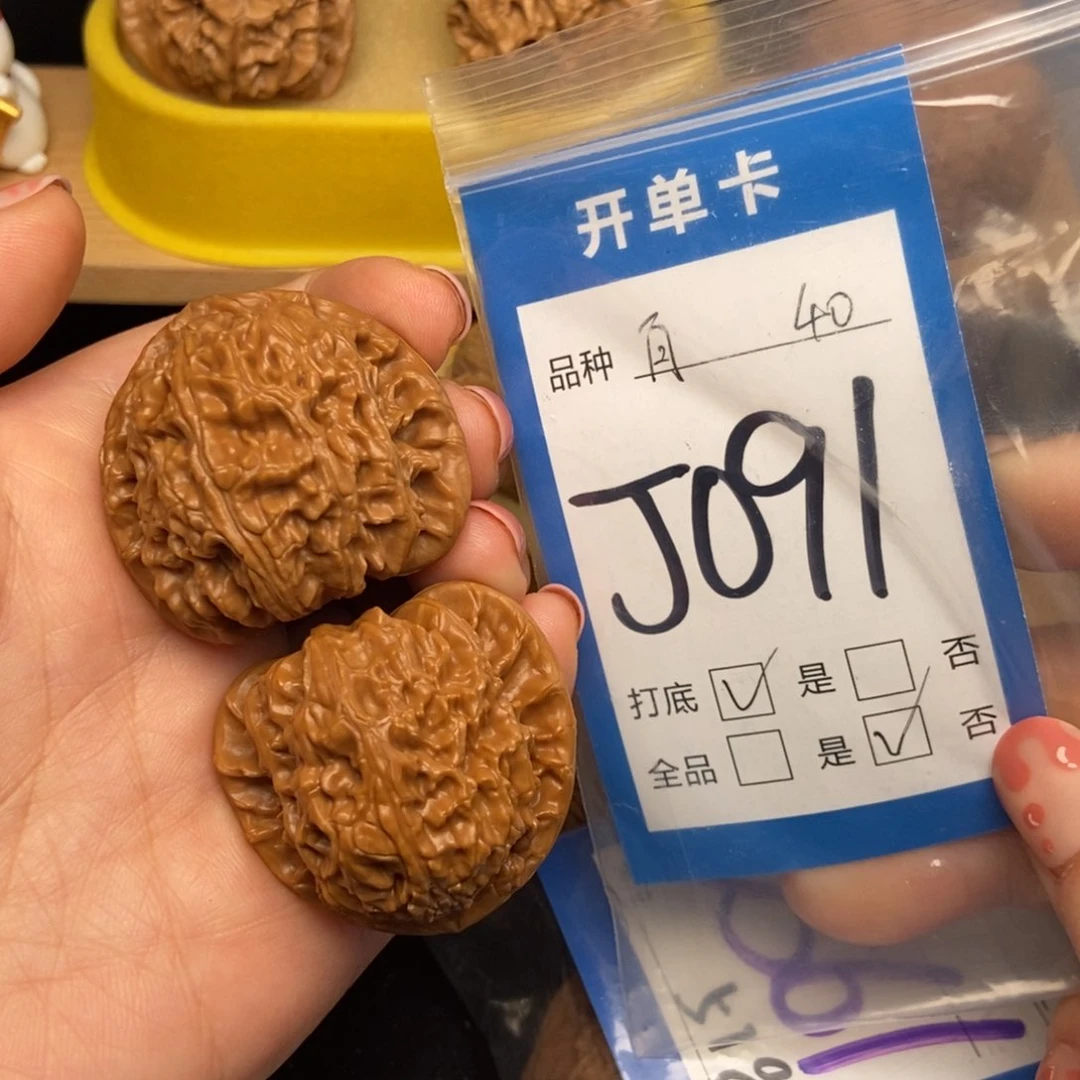 开单卡
品种 40
J091
打底 是 否
全品 是 否